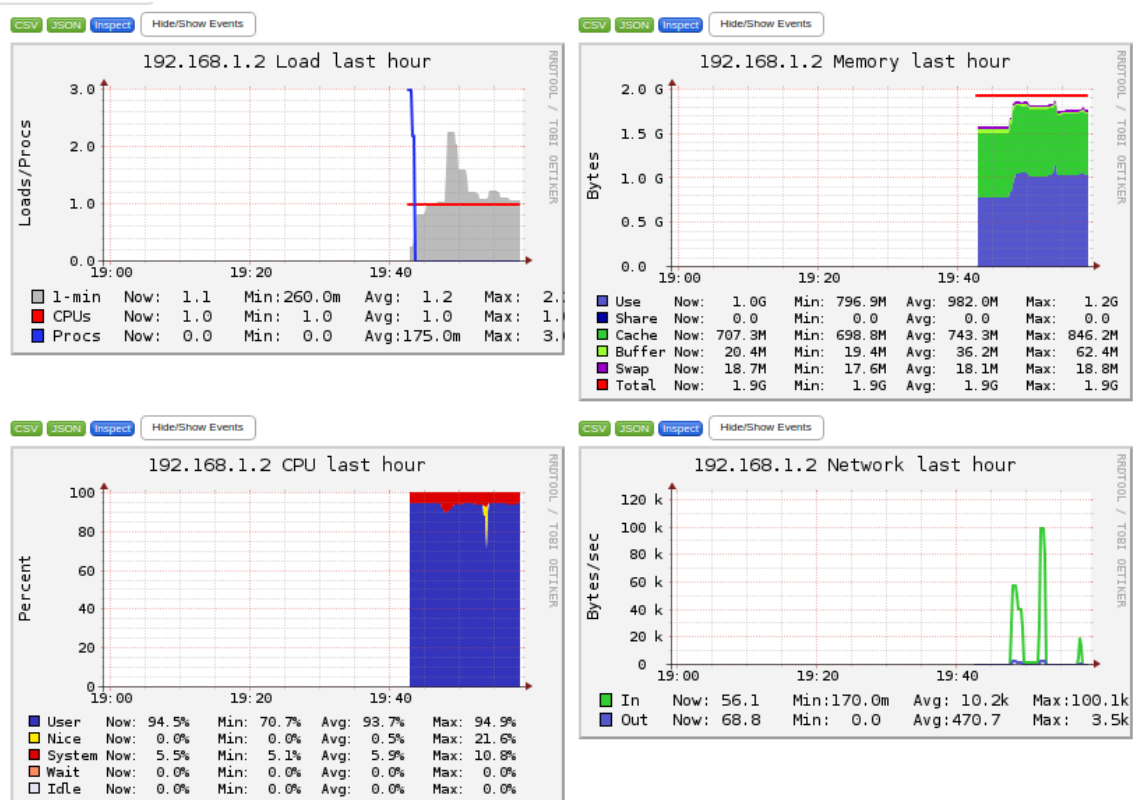 CSV JSON Inspect Hide/Show Events
192.168.1.2 Load last hour
RRDTOOL / TOBI OETIKER
Loads/Procs
3.0
2.0
1.0
0.0
19:00 19:20 19:40
1-min Now: 1.1 Min:260.0m Avg: 1.2 Max: 2.
CPUs Now: 1.0 Min: 1.0 Avg: 1.0 Max: 1.
Procs Now: 0.0 Min: 0.0 Avg:175.0m Max: 3.
CSV JSON Inspect Hide/Show Events
192.168.1.2 Memory last hour
RRDTOOL / TOBI OETIKER
Bytes
2.0 G
1.5 G
1.0 G
0.5 G
0.0
19:00 19:20 19:40
Use Now: 1.0G Min: 796.9M Avg: 982.0M Max: 1.2G
Share Now: 0.0 Min: 0.0 Avg: 0.0 Max: 0.0
Cache Now: 707.3M Min: 698.8M Avg: 743.3M Max: 846.2M
Buffer Now: 20.4M Min: 19.4M Avg: 36.2M Max: 62.4M
Swap Now: 18.7M Min: 17.6M Avg: 18.1M Max: 18.8M
Total Now: 1.9G Min: 1.9G Avg: 1.9G Max: 1.9G
CSV JSON Inspect Hide/Show Events
192.168.1.2 CPU last hour
RRDTOOL / TOBI OETIKER
Percent
100
80
60
40
20
0
19:00 19:20 19:40
User Now: 94.5% Min: 70.7% Avg: 93.7% Max: 94.9%
Nice Now: 0.0% Min: 0.0% Avg: 0.5% Max: 21.6%
System Now: 5.5% Min: 5.1% Avg: 5.9% Max: 10.8%
Wait Now: 0.0% Min: 0.0% Avg: 0.0% Max: 0.0%
Idle Now: 0.0% Min: 0.0% Avg: 0.0% Max: 0.0%
CSV JSON Inspect Hide/Show Events
192.168.1.2 Network last hour
RRDTOOL / TOBI OETIKER
Bytes/sec
120 k
100 k
80 k
60 k
40 k
20 k
0
19:00 19:20 19:40
In Now: 56.1 Min:170.0m Avg: 10.2k Max:100.1k
Out Now: 68.8 Min: 0.0 Avg:470.7 Max: 3.5k